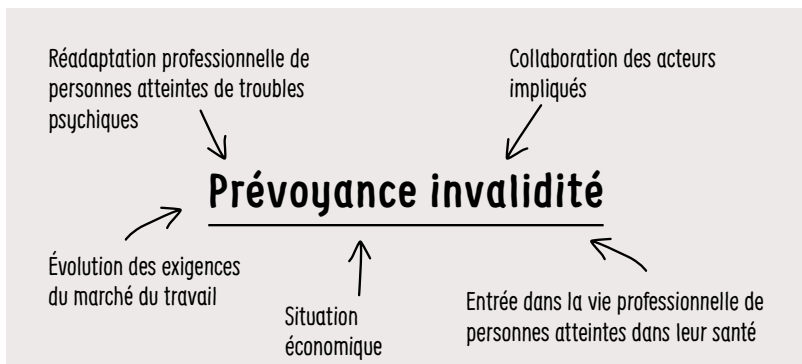 Réadaptation professionnelle de
personnes atteintes de troubles
psychiques
Collaboration des acteurs
impliqués
Prévoyance invalidité
Évolution des exigences
du marché du travail
Situation
économique
Entrée dans la vie professionnelle de
personnes atteintes dans leur santé